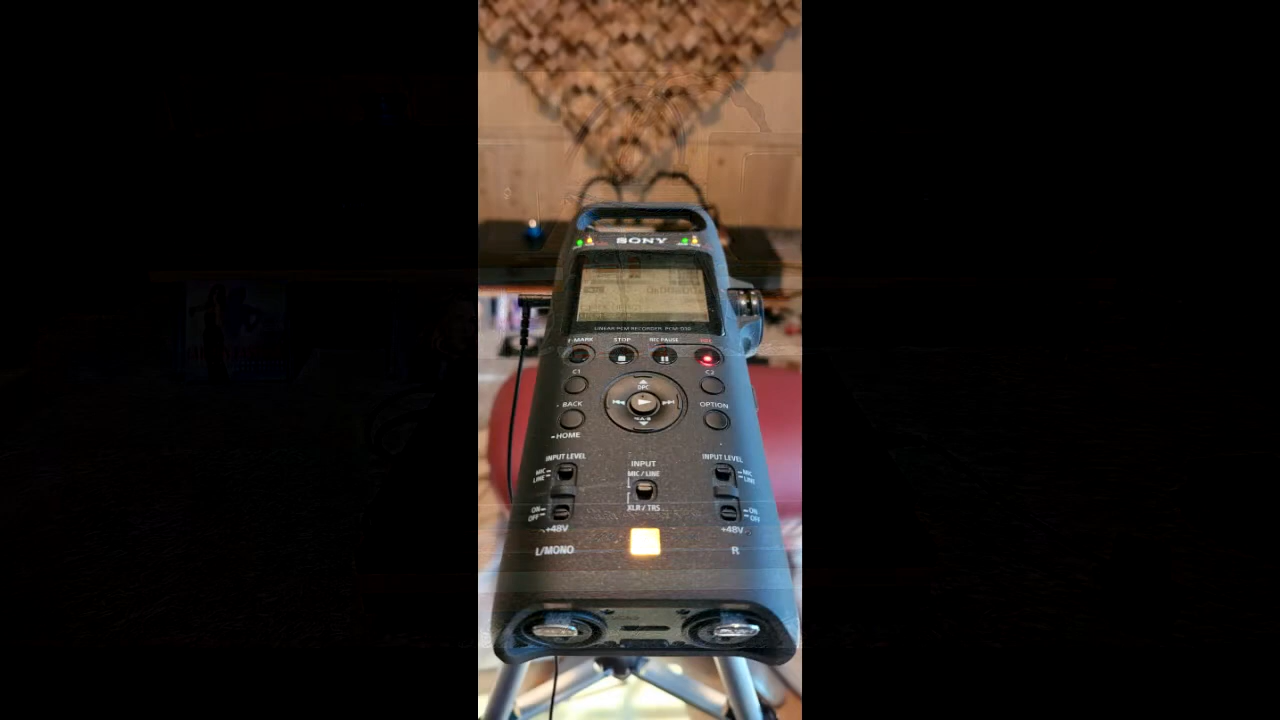 SONY
LINEAR PCM RECORDER PCM-D10
T-MARK STOP REC PAUSE REC
C1 C2
DPC
BACK OPTION
HOME
A-B
INPUT LEVEL INPUT INPUT LEVEL
MIC MIC / LINE MIC
LINE LINE
ON XLR / TRS ON
OFF OFF
+48V +48V
L/MONO R